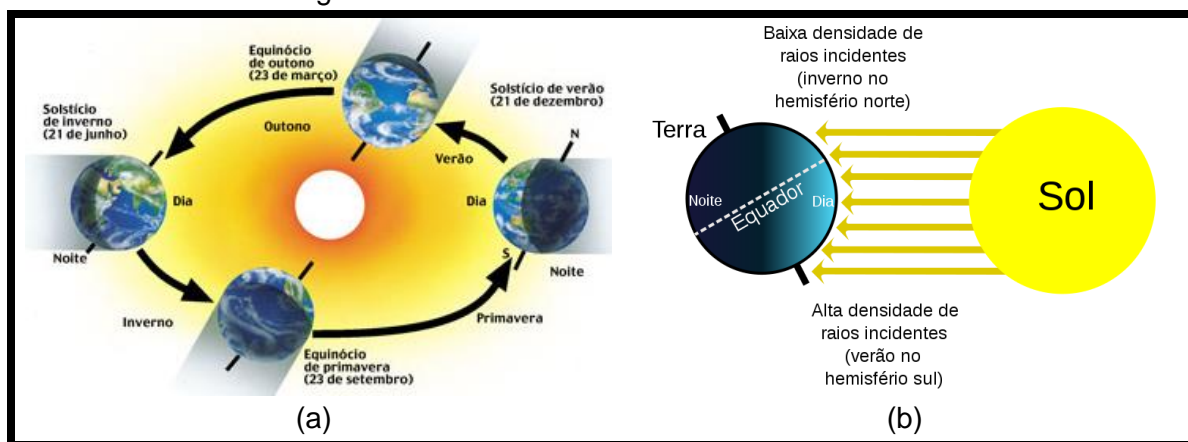 Equinócio
de outono
(23 de março)
Solstício de verão
(21 de dezembro)
Solstício
de inverno
(21 de junho)
Outono
Verão
N
Dia
Dia
S
Noite
Noite
Inverno
Primavera
Equinócio
de primavera
(23 de setembro)
(a)
Baixa densidade de
raios incidentes
(inverno no
hemisfério norte)
Terra
Sol
Noite
Equador
Dia
Alta densidade de
raios incidentes
(verão no
hemisfério sul)
(b)